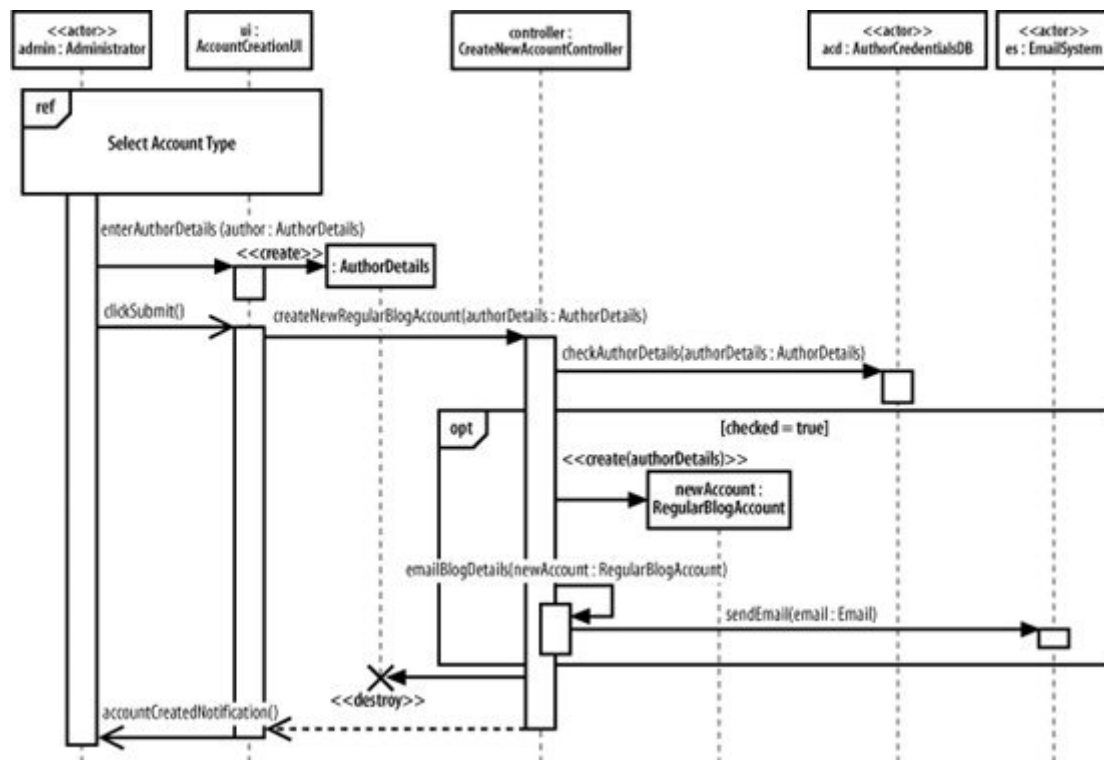 <<actor>>
admin : Administrator
ui :
AccountCreationUI
controller :
CreateNewAccountController
<<actor>>
acd : AuthorCredentialsDB
<<actor>>
es : EmailSystem
ref
Select Account Type
enterAuthorDetails (author : AuthorDetails)
<<create>>
: AuthorDetails
clickSubmit()
createNewRegularBlogAccount(authorDetails : AuthorDetails)
checkAuthorDetails(authorDetails : AuthorDetails)
opt
[checked = true]
<<create(authorDetails)>>
newAccount :
RegularBlogAccount
emailBlogDetails(newAccount : RegularBlogAccount)
sendEmail(email : Email)
<<destroy>>
accountCreatedNotification()